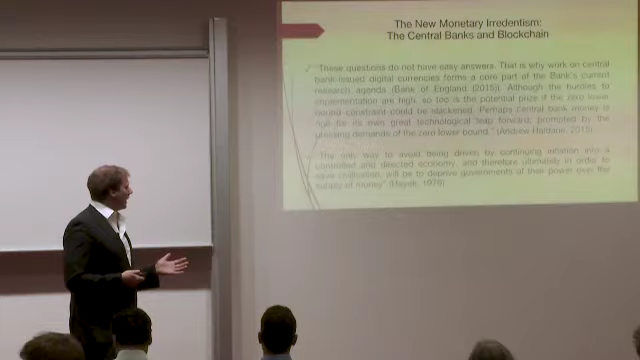 The New Monetary Irredentism:
The Central Banks and Blockchain
"These questions do not have easy answers. That is why work on central
bank-issued digital currencies forms a core part of the Bank's current
research agenda (Bank of England (2015)). Although the hurdles to
implementation are high, so too is the potential prize if the zero lower
bound constraint could be slackened. Perhaps central bank money is
ripe for its own great technological leap forward, prompted by the
pressing demands of the zero lower bound." (Andrew Haldane, 2015)
"The only way to avoid being driven by continuing inflation into a
controlled and directed economy, and therefore ultimately in order to
save civilisation, will be to deprive governments of their power over the
supply of money" (Hayek, 1976)